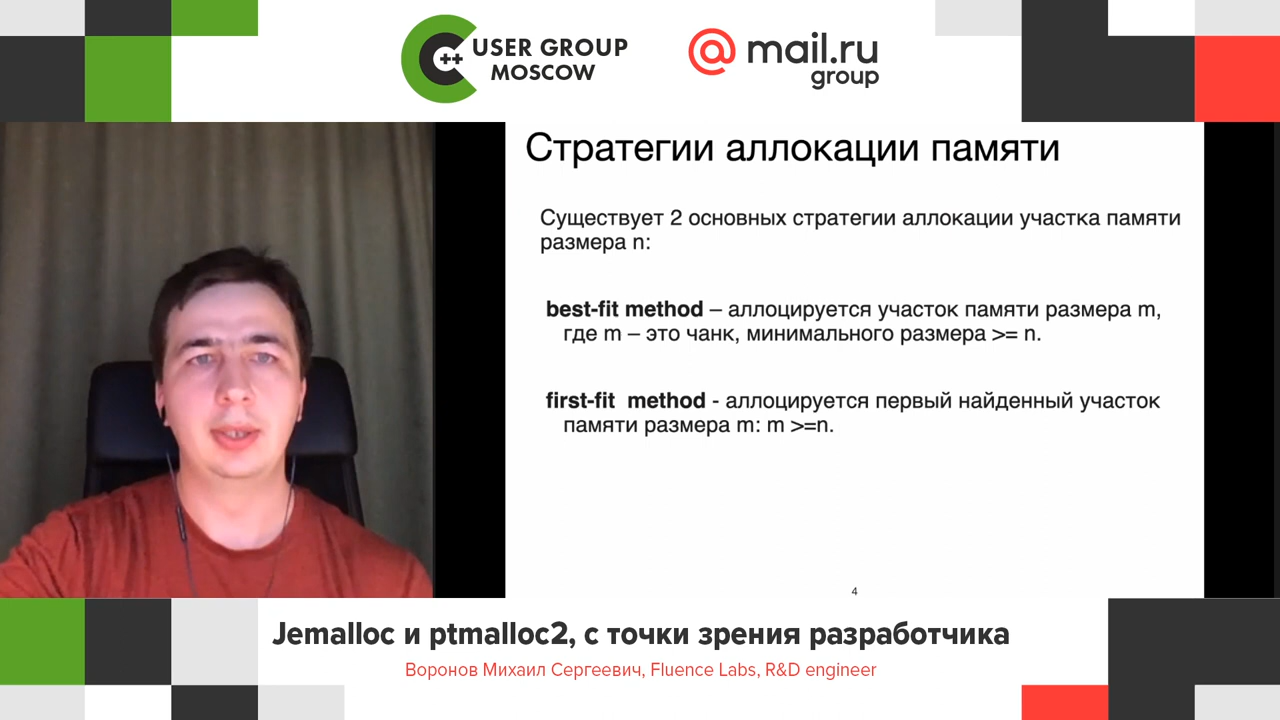 C++ USER GROUP
MOSCOW
@mail.ru
group
Стратегии аллокации памяти
Существует 2 основных стратегии аллокации участка памяти
размера n:
best-fit method – аллоцируется участок памяти размера m,
где m – это чанк, минимального размера >= n.
first-fit  method - аллоцируется первый найденный участок
памяти размера m: m >=n.
4
Jemalloc и ptmalloc2, с точки зрения разработчика
Воронов Михаил Сергеевич, Fluence Labs, R&D engineer